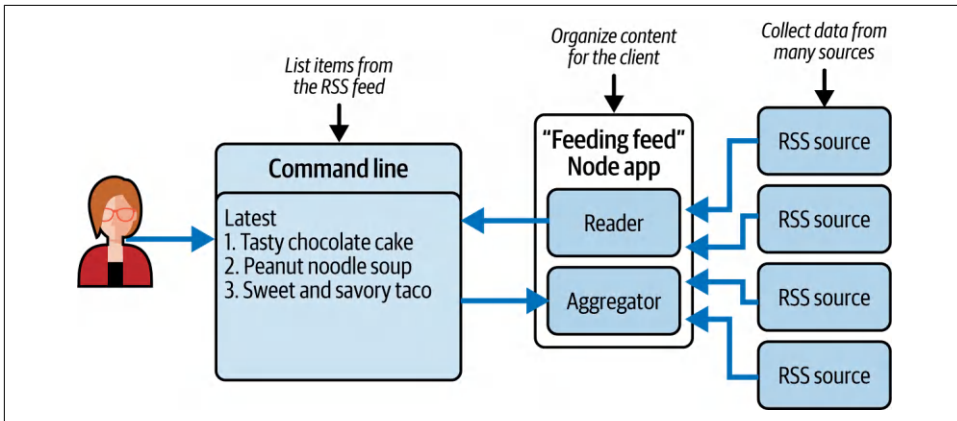 List items from
the RSS feed
Organize content
for the client
Collect data from
many sources
Command line
Latest
1. Tasty chocolate cake
2. Peanut noodle soup
3. Sweet and savory taco
“Feeding feed”
Node app
Reader
Aggregator
RSS source
RSS source
RSS source
RSS source